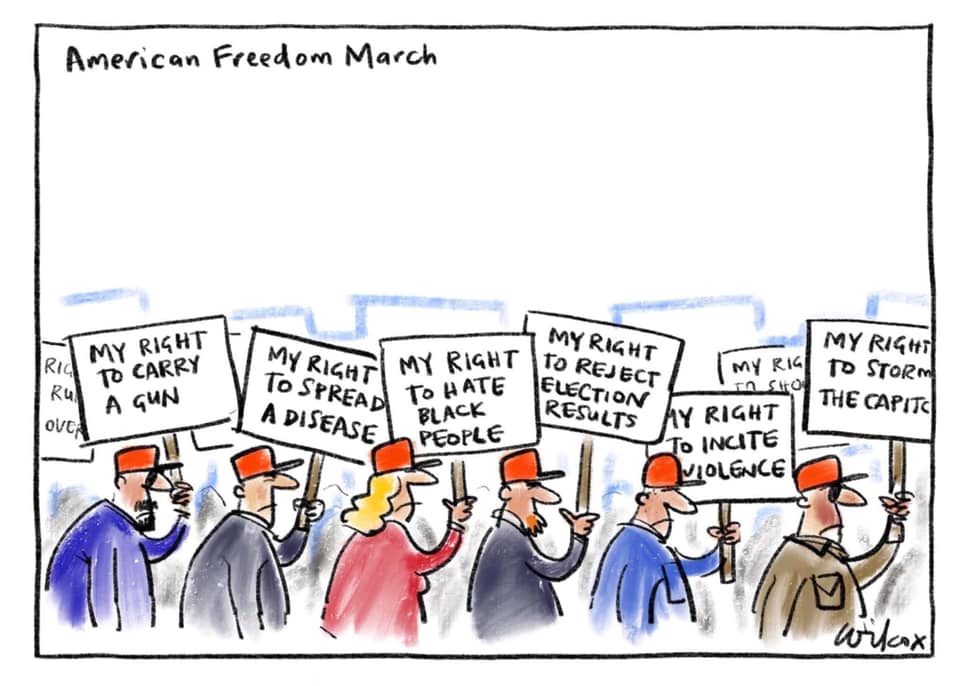 American Freedom March
RIG
RU
OVER
MY RIGHT
TO CARRY
A GUN
MY RIGHT
TO SPREAD
A DISEASE
MY RIGHT
TO HATE
BLACK
PEOPLE
MY RIGHT
TO REJECT
ELECTION
RESULTS
MY RIGHT
TO INCITE
VIOLENCE
MY RIG
TO SHO
MY RIGHT
TO STORM
THE CAPITO
wilcox